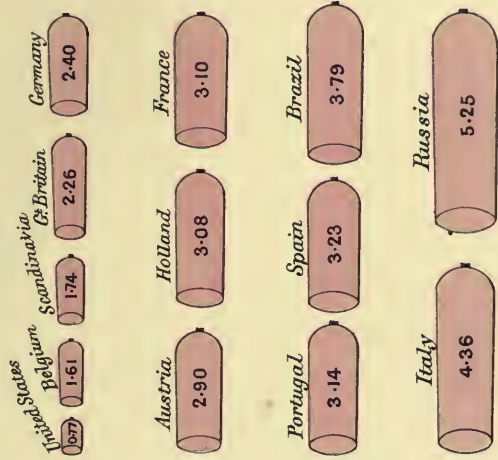 United States
0·77
Belgium
1·61
Scandinavia
1·74
Gt. Britain
2·26
Germany
2·40
Austria
2·90
Holland
3·08
France
3·10
Portugal
3·14
Spain
3·23
Brazil
3·79
Italy
4·36
Russia
5·25